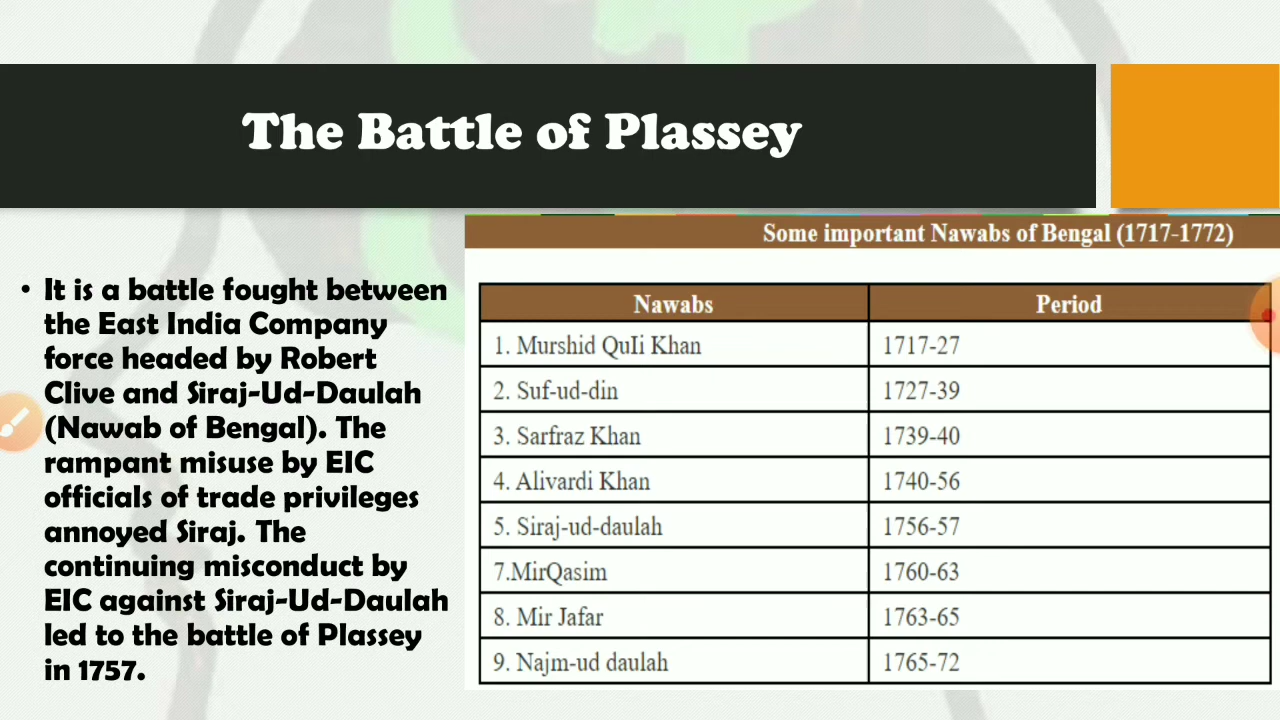 The Battle of Plassey
• It is a battle fought between
the East India Company
force headed by Robert
Clive and Siraj-Ud-Daulah
(Nawab of Bengal). The
rampant misuse by EIC
officials of trade privileges
annoyed Siraj. The
continuing misconduct by
EIC against Siraj-Ud-Daulah
led to the battle of Plassey
in 1757.
Some important Nawabs of Bengal (1717-1772)
Nawabs Period
1. Murshid QuIi Khan 1717-27
2. Suf-ud-din 1727-39
3. Sarfraz Khan 1739-40
4. Alivardi Khan 1740-56
5. Siraj-ud-daulah 1756-57
7.MirQasim 1760-63
8. Mir Jafar 1763-65
9. Najm-ud daulah 1765-72